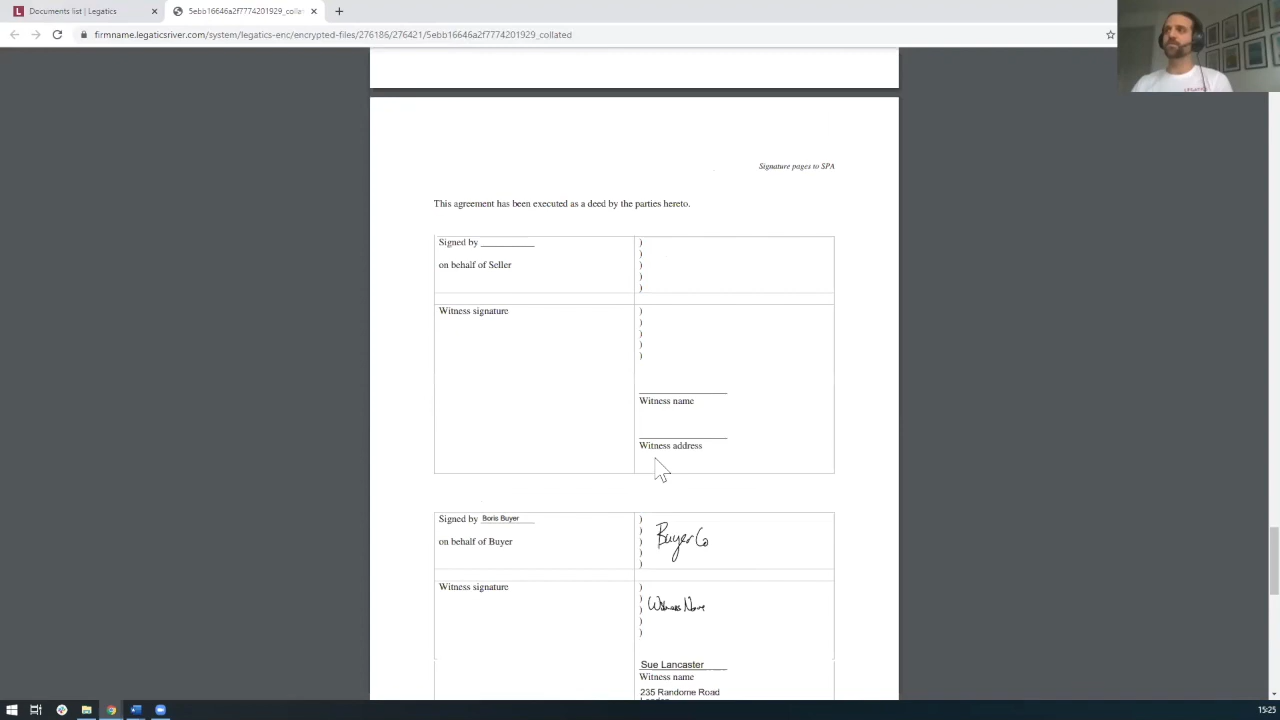 Documents list | Legatics
5ebb16646a2f7774201929_colla
firmname.legaticsriver.com/system/legatics-enc/encrypted-files/276186/276421/5ebb16646a2f7774201929_collated
Signature pages to SPA
This agreement has been executed as a deed by the parties hereto.
Signed by __________
on behalf of Seller
)
)
)
)
)
Witness signature
)
)
)
)
)
Witness name
Witness address
Signed by Boris Buyer
on behalf of Buyer
)
)
)
)
)
BuyerCo
Witness signature
)
)
)
)
)
Witness Name
Sue Lancaster
Witness name
235 Randome Road
London
15:25